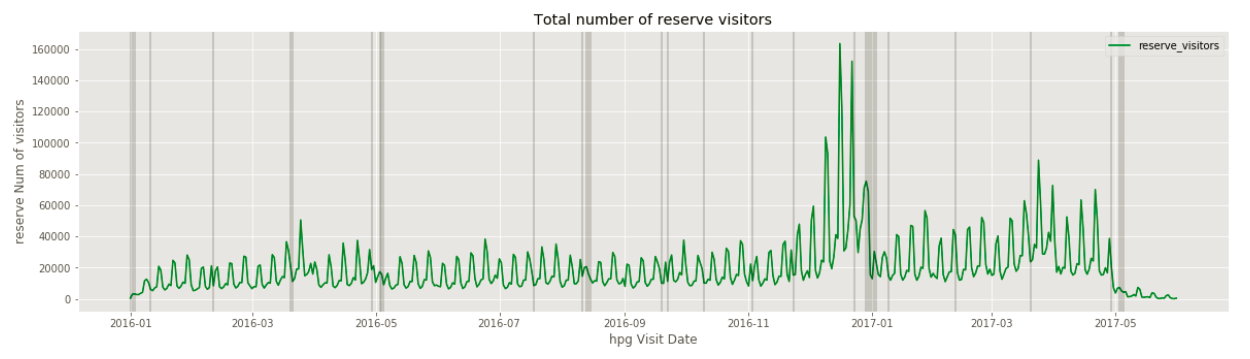 Total number of reserve visitors
reserve_visitors
reserve Num of visitors
160000
140000
120000
100000
80000
60000
40000
20000
0
2016-01 2016-03 2016-05 2016-07 2016-09 2016-11 2017-01 2017-03 2017-05
hpg Visit Date